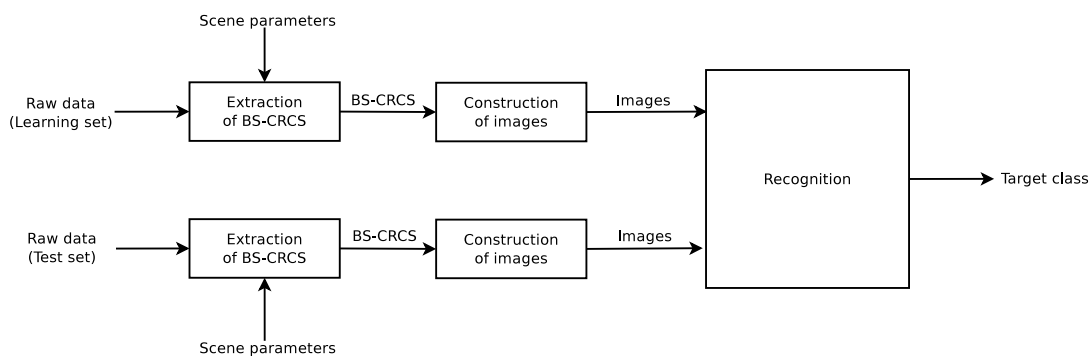 Scene parameters
Raw data
(Learning set)
Extraction
of BS-CRCS
BS-CRCS
Construction
of images
Images
Recognition
Target class
Raw data
(Test set)
Extraction
of BS-CRCS
BS-CRCS
Construction
of images
Images
Scene parameters